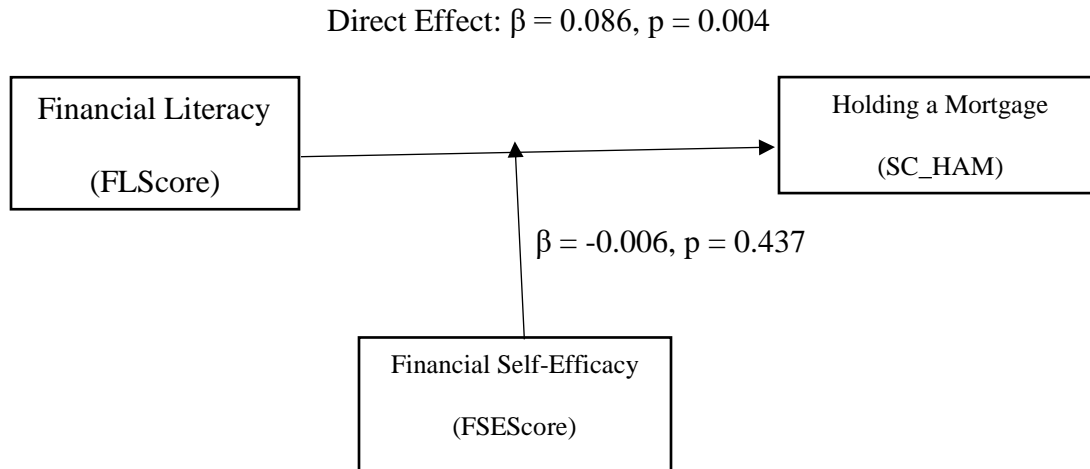 Direct Effect: β = 0.086, p = 0.004
Financial Literacy
(FLScore)
Holding a Mortgage
(SC_HAM)
β = -0.006, p = 0.437
Financial Self-Efficacy
(FSEScore)